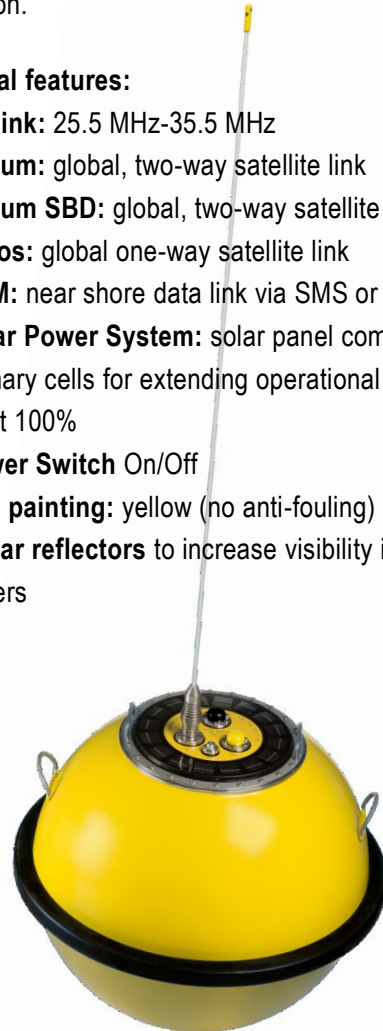 on.
al features:
ink: 25.5 MHz-35.5 MHz
um: global, two-way satellite link
um SBD: global, two-way satellite
os: global one-way satellite link
M: near shore data link via SMS or
ar Power System: solar panel com
nary cells for extending operational
t 100%
ver Switch On/Off
painting: yellow (no anti-fouling)
ar reflectors to increase visibility i
ers